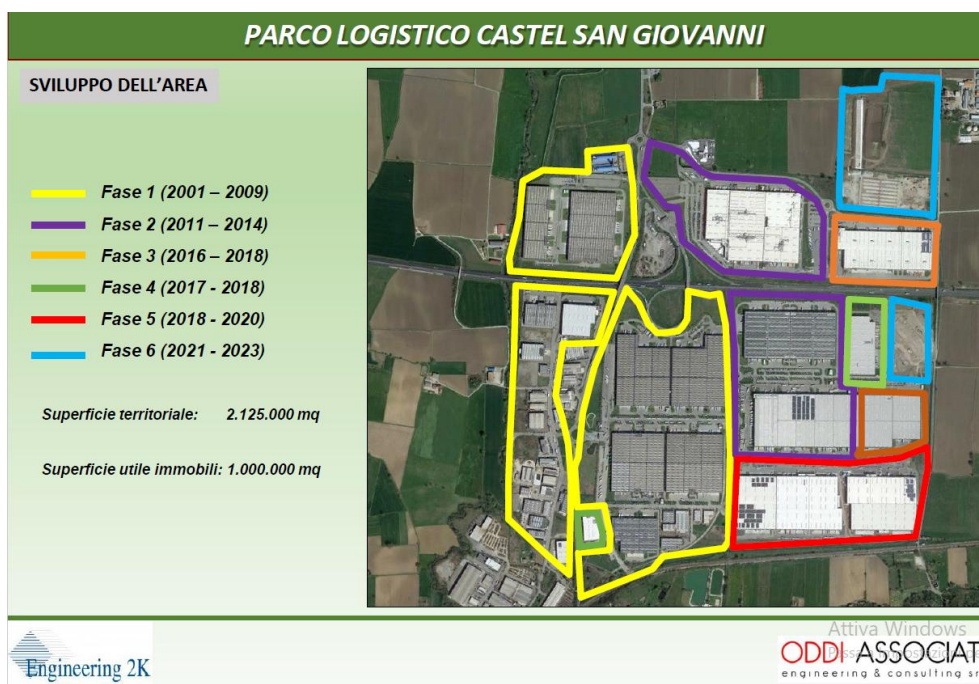 PARCO LOGISTICO CASTEL SAN GIOVANNI
SVILUPPO DELL'AREA
Fase 1 (2001 – 2009)
Fase 2 (2011 – 2014)
Fase 3 (2016 – 2018)
Fase 4 (2017 - 2018)
Fase 5 (2018 - 2020)
Fase 6 (2021 - 2023)
Superficie territoriale: 2.125.000 mq
Superficie utile immobili: 1.000.000 mq
Attiva Windows
Engineering 2K
ODDI ASSOCIAT
engineering & consulting sr